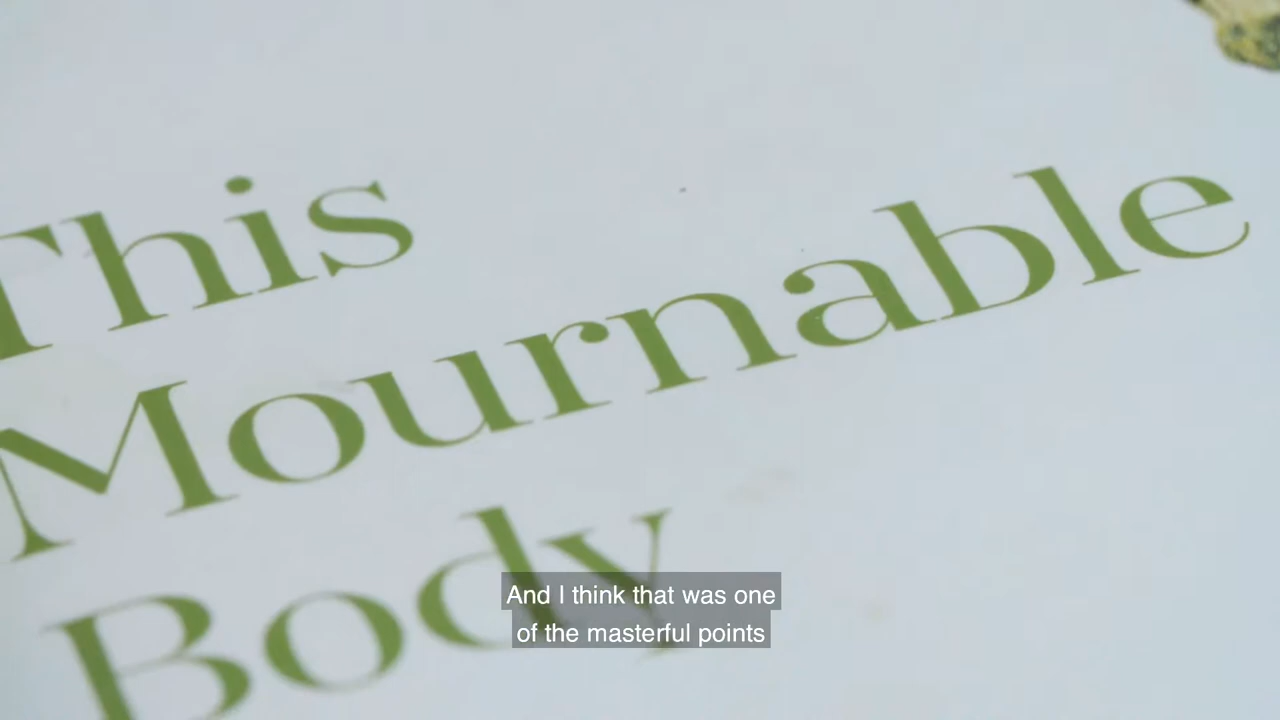 This
Mournable
Body
And I think that was one
of the masterful points